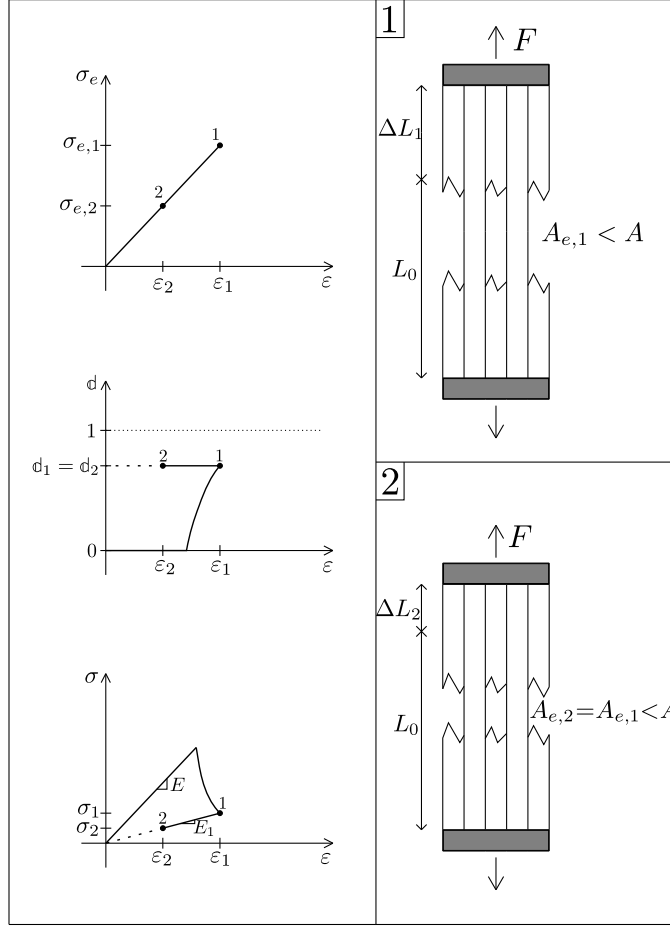 σ_e
σ_{e,1}
1
σ_{e,2}
2
ε_2
ε_1
ε
𝕕
1
𝕕_1 = 𝕕_2
2
1
0
ε_2
ε_1
ε
σ
E
σ_1
1
σ_2
2
E_1
ε_2
ε_1
ε
1
F
ΔL_1
A_{e,1} < A
L_0
2
F
ΔL_2
A_{e,2}=A_{e,1}<A
L_0